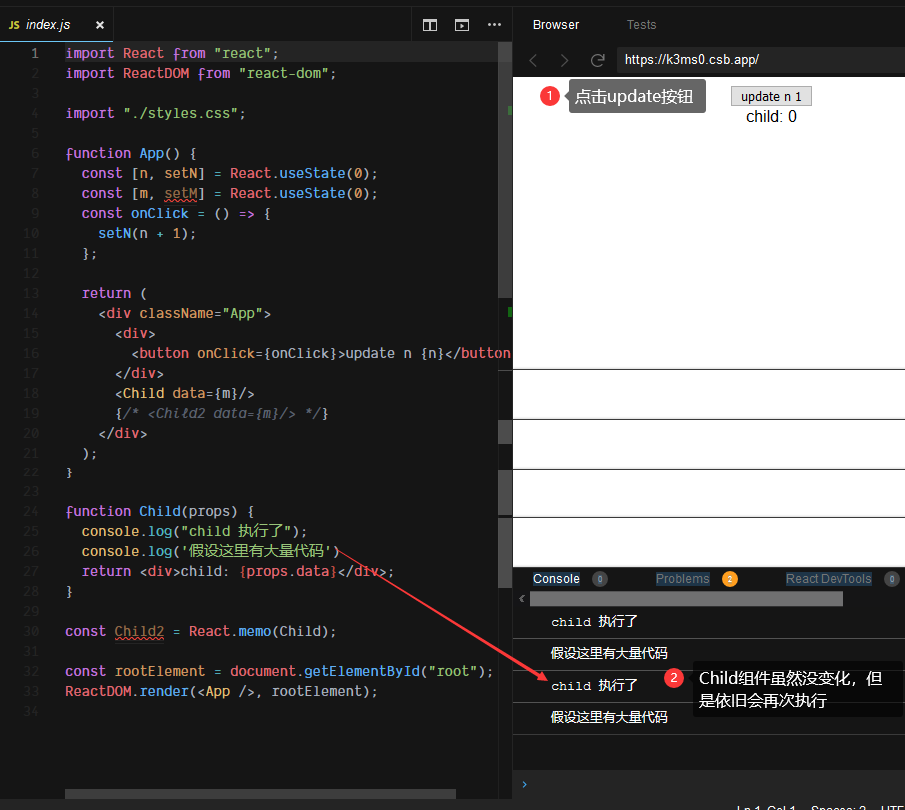 JS index.js ×
1 import React from "react";
2 import ReactDOM from "react-dom";
3
4 import "./styles.css";
5
6 function App() {
7 const [n, setN] = React.useState(0);
8 const [m, setM] = React.useState(0);
9 const onClick = () => {
10 setN(n + 1);
11 };
12
13 return (
14 <div className="App">
15 <div>
16 <button onClick={onClick}>update n {n}</button
17 </div>
18 <Child data={m}/>
19 {/* <Child2 data={m}/> */}
20 </div>
21 );
22 }
23
24 function Child(props) {
25 console.log("child 执行了");
26 console.log('假设这里有大量代码')
27 return <div>child: {props.data}</div>;
28 }
29
30 const Child2 = React.memo(Child);
31
32 const rootElement = document.getElementById("root");
33 ReactDOM.render(<App />, rootElement);
34
Browser Tests
https://k3ms0.csb.app/
1 点击update按钮
update n 1
child: 0
Console 0 Problems 2 React DevTools 0
child 执行了
假设这里有大量代码
child 执行了
假设这里有大量代码
2 Child组件虽然没变化，但
是依旧会再次执行
Ln 1, Col 1 Spaces: 2 UTF